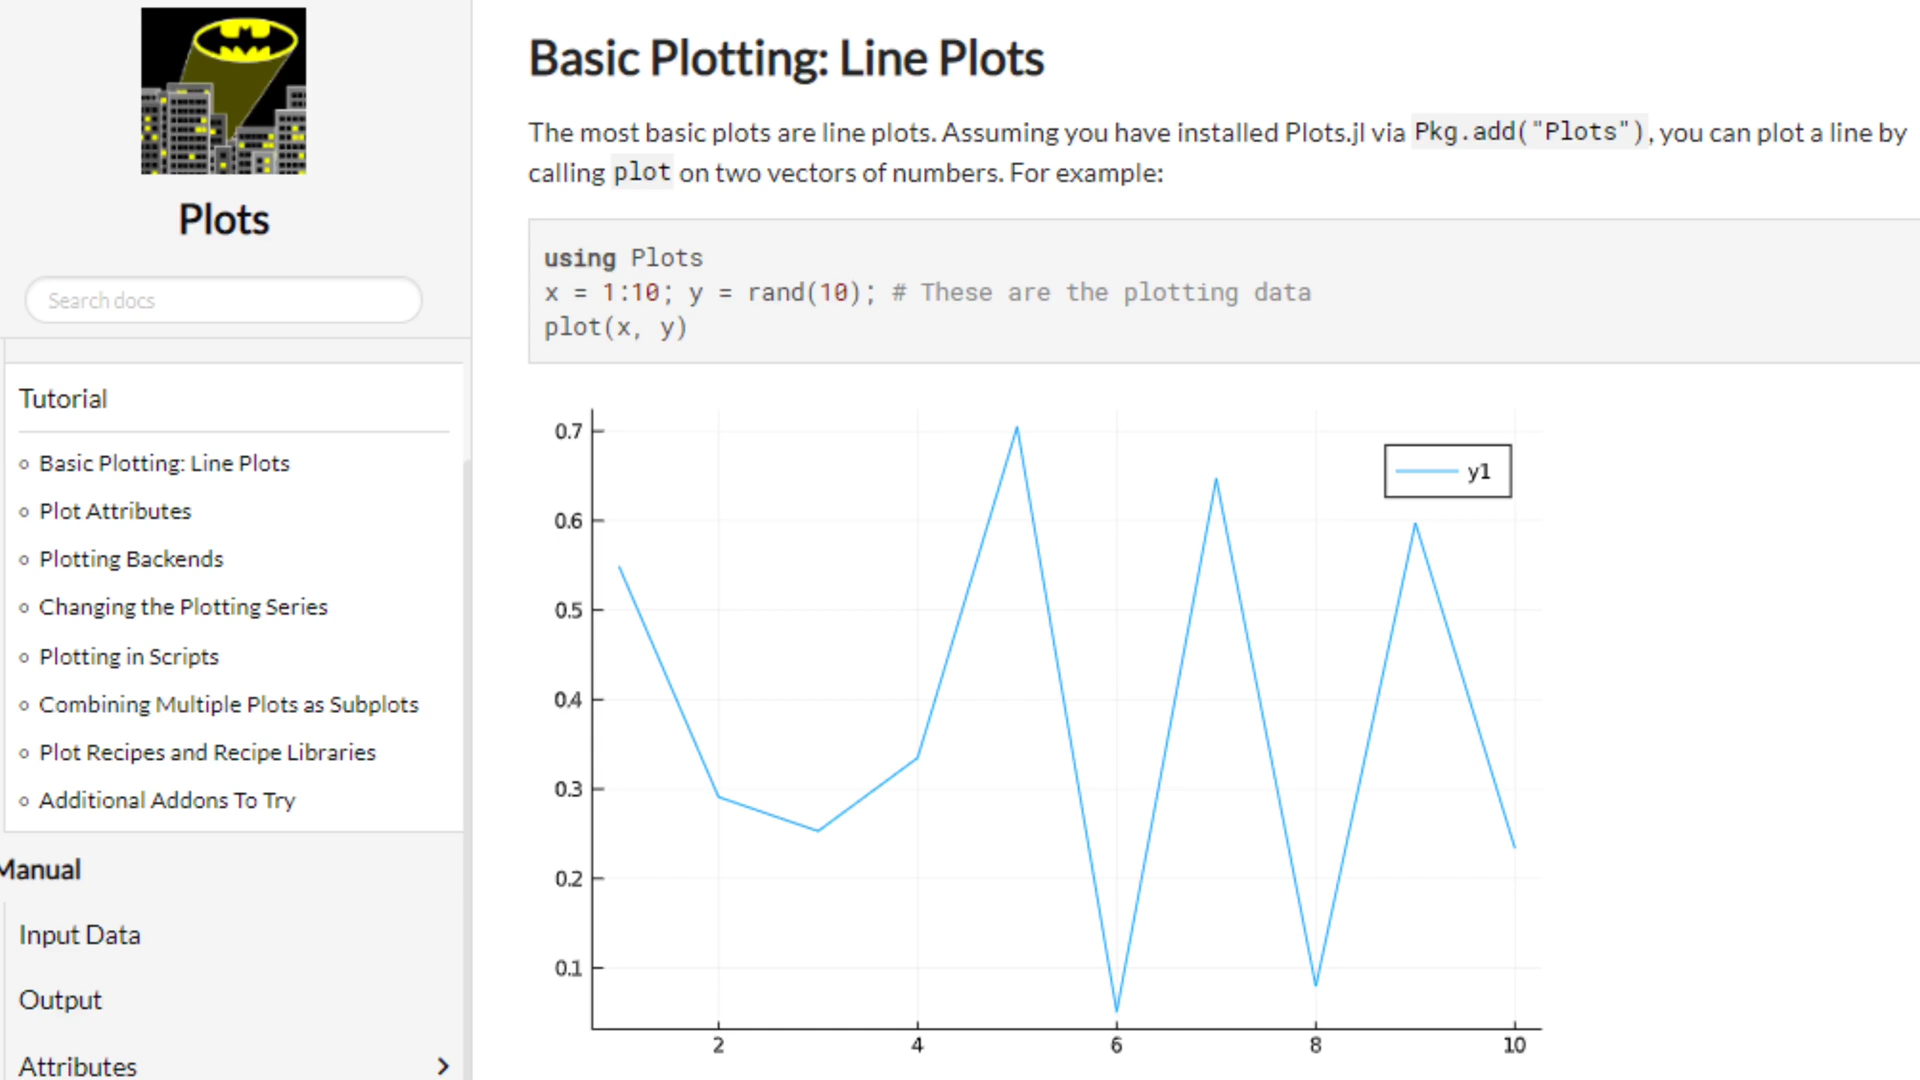 Plots
Search docs
Tutorial
Basic Plotting: Line Plots
Plot Attributes
Plotting Backends
Changing the Plotting Series
Plotting in Scripts
Combining Multiple Plots as Subplots
Plot Recipes and Recipe Libraries
Additional Addons To Try
Manual
Input Data
Output
Attributes
Basic Plotting: Line Plots
The most basic plots are line plots. Assuming you have installed Plots.jl via Pkg.add("Plots"), you can plot a line by
calling plot on two vectors of numbers. For example:
using Plots
x = 1:10; y = rand(10); # These are the plotting data
plot(x, y)
0.7
0.6
0.5
0.4
0.3
0.2
0.1
y1
2 4 6 8 10